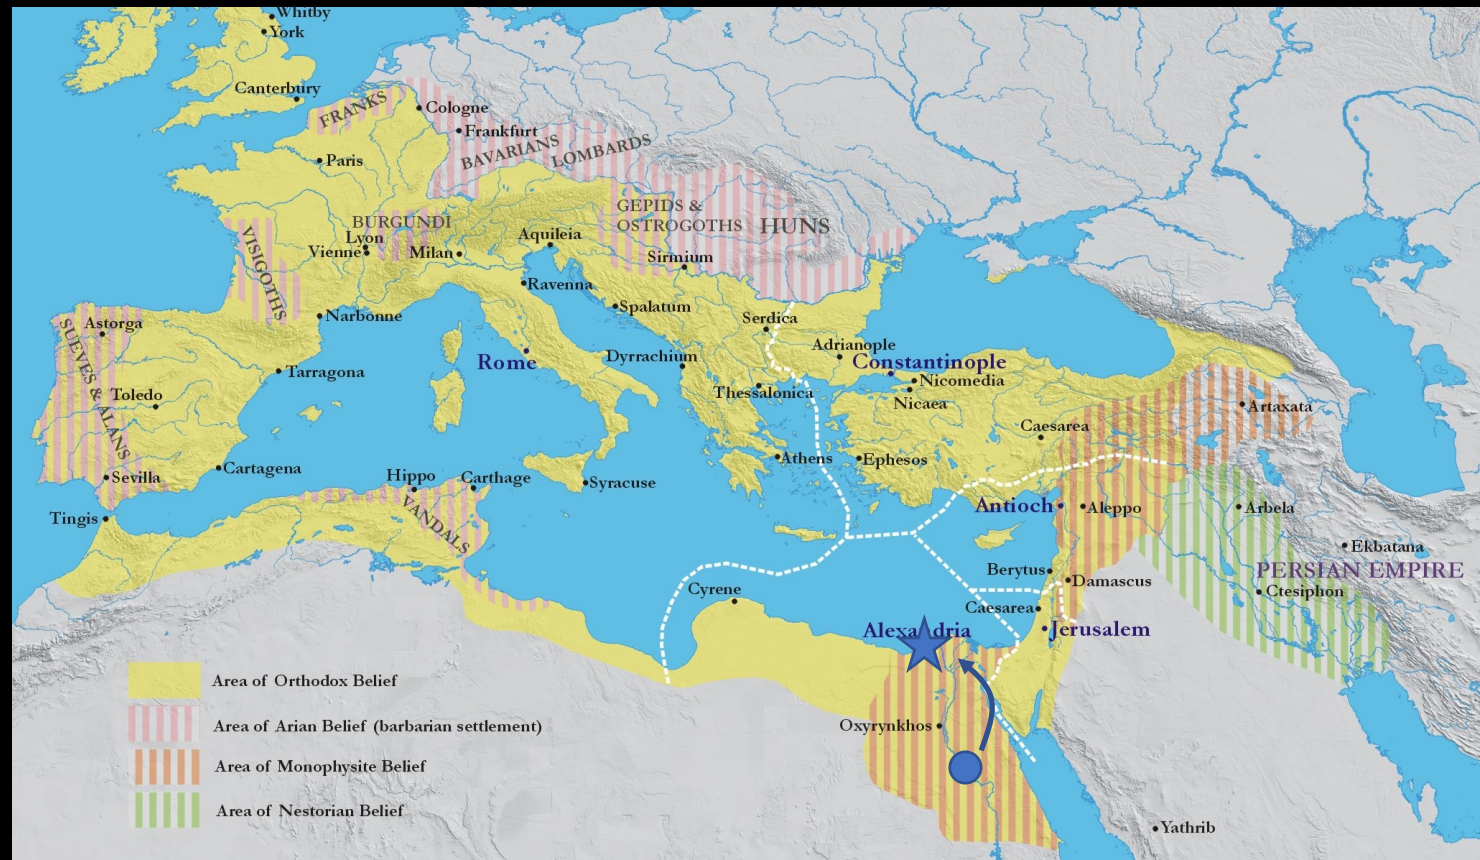 Whitby
York
Canterbury
FRANKS
Cologne
Frankfurt
BAVARIANS
LOMBARDS
Paris
GEPIDS &
OSTROGOTHS
HUNS
BURGUNDI
Lyon
Vienne
Milan
Aquileia
Sirmium
VISIGOTHS
Ravenna
Spalatum
Narbonne
Serdica
Astorga
SUEVES & ALANS
Adrianople
Rome
Dyrrachium
Constantinople
Tarragona
Nicomedia
Thessalonica
Nicaea
Toledo
Artaxata
Caesarea
Athens
Ephesos
Cartagena
Sevilla
Hippo
Carthage
Syracuse
VANDALS
Tingis
Antioch
Aleppo
Arbela
Ekbatana
Berytus
PERSIAN EMPIRE
Damascus
Cyrene
Ctesiphon
Caesarea
Alexadria
Jerusalem
Area of Orthodox Belief
Area of Arian Belief (barbarian settlement)
Oxyrynkhos
Area of Monophysite Belief
Area of Nestorian Belief
Yathrib